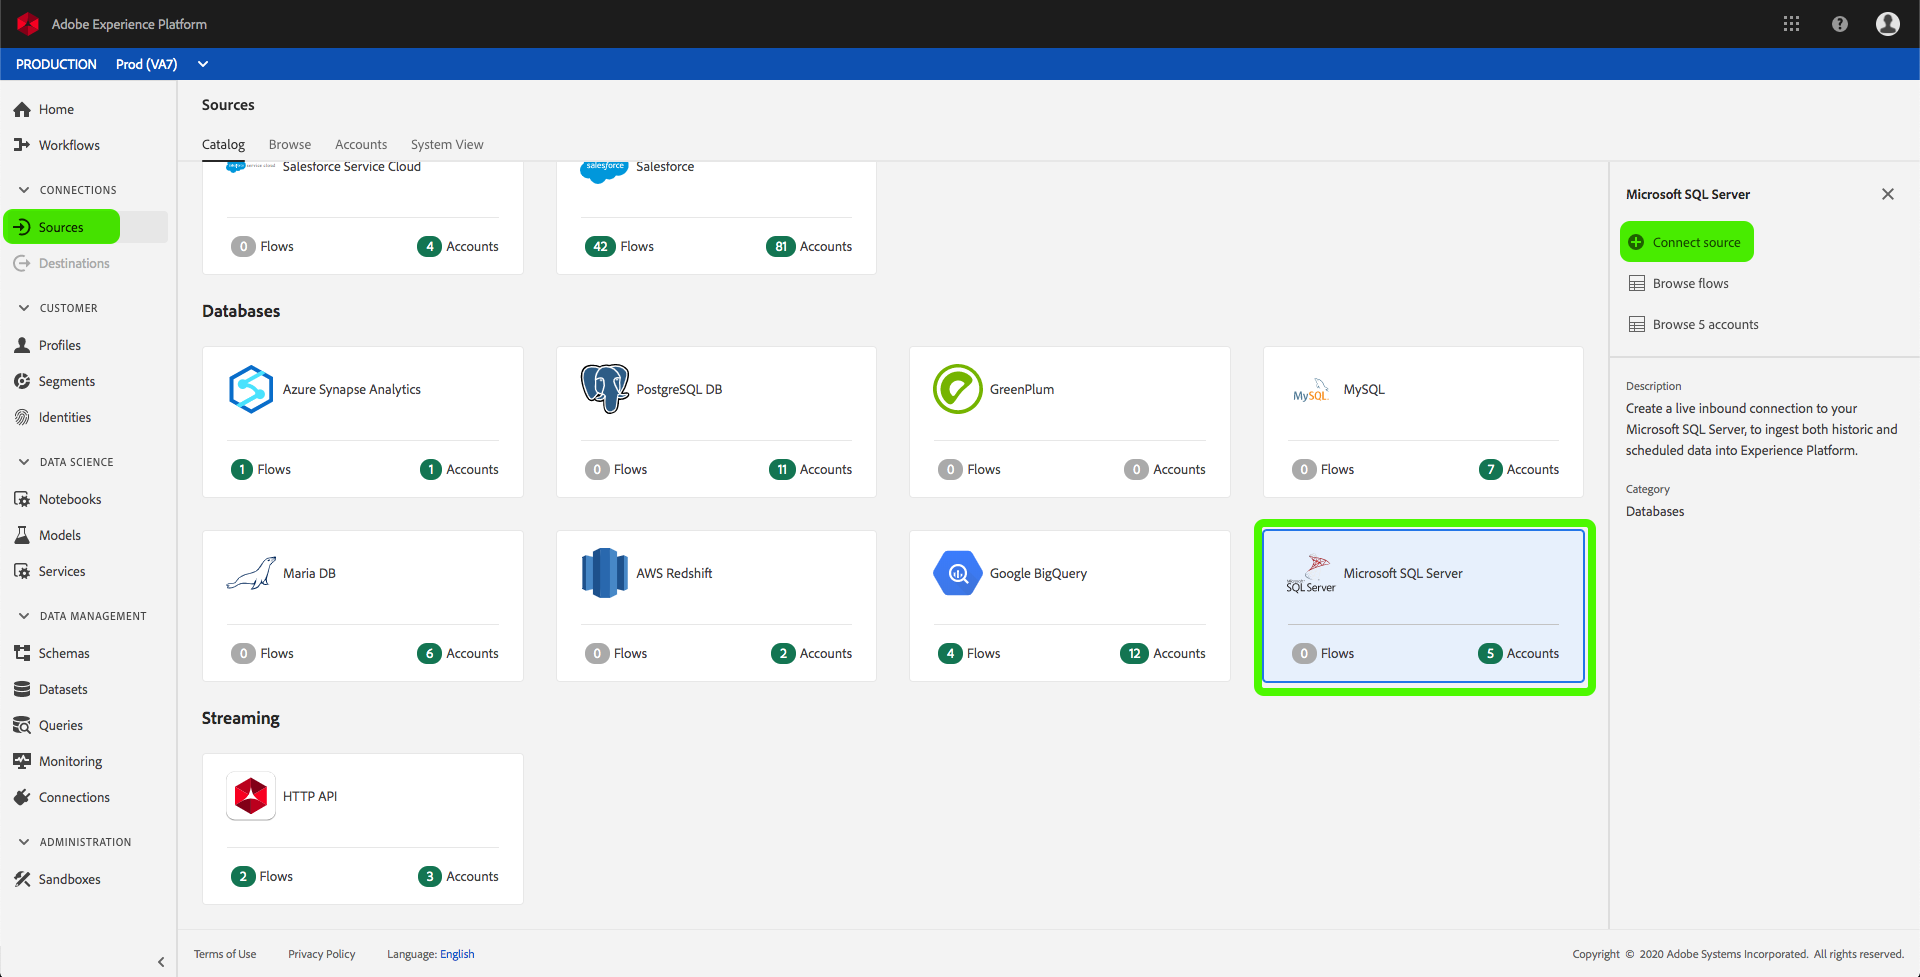 Adobe Experience Platform
PRODUCTION Prod (VA7)
Home
Workflows
CONNECTIONS
Sources
Destinations
CUSTOMER
Profiles
Segments
Identities
DATA SCIENCE
Notebooks
Models
Services
DATA MANAGEMENT
Schemas
Datasets
Queries
Monitoring
Connections
ADMINISTRATION
Sandboxes
Sources
Catalog Browse Accounts System View
Salesforce Service Cloud
0 Flows 4 Accounts
salesforce
Salesforce
42 Flows 81 Accounts
Databases
Azure Synapse Analytics
1 Flows 1 Accounts
PostgreSQL DB
0 Flows 11 Accounts
GreenPlum
0 Flows 0 Accounts
MySQL.
MySQL
0 Flows 7 Accounts
Maria DB
0 Flows 6 Accounts
AWS Redshift
0 Flows 2 Accounts
Google BigQuery
4 Flows 12 Accounts
Microsoft
SQL Server
Microsoft SQL Server
0 Flows 5 Accounts
Streaming
HTTP API
2 Flows 3 Accounts
Microsoft SQL Server
Connect source
Browse flows
Browse 5 accounts
Description
Create a live inbound connection to your
Microsoft SQL Server, to ingest both historic and
scheduled data into Experience Platform.
Category
Databases
Terms of Use Privacy Policy Language: English
Copyright © 2020 Adobe Systems Incorporated. All rights reserved.